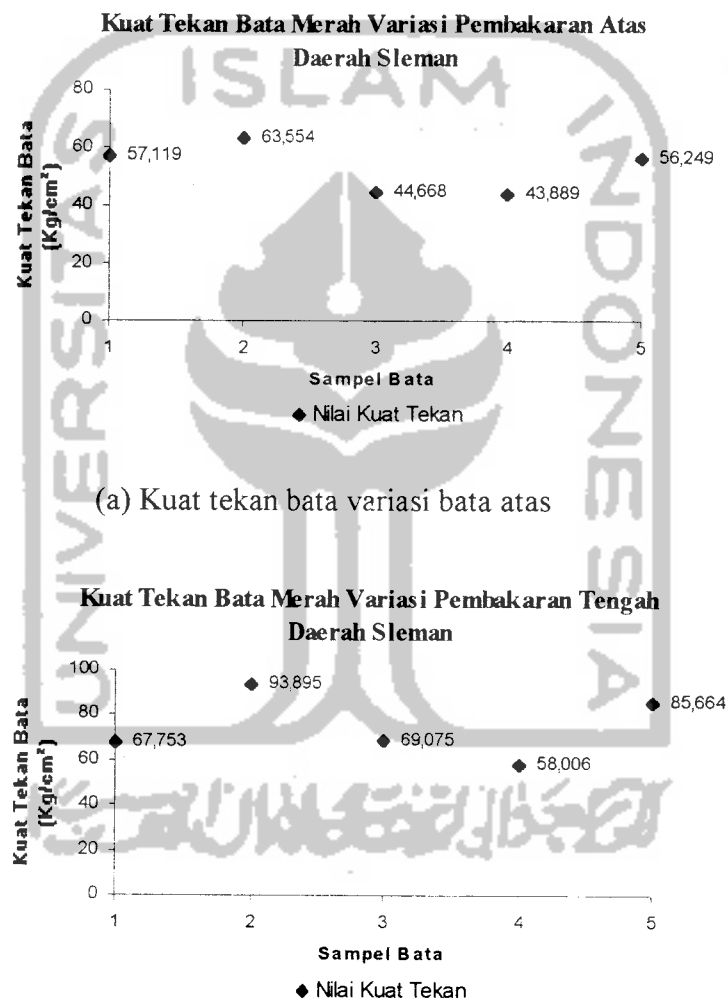 Kuat Tekan Bata Merah Variasi Pembakaran Atas
Daerah Sleman
Kuat Tekan Bata
(Kg/cm²)
80
60
40
20
0
57,119
63,554
44,668
43,889
56,249
1
2
3
4
5
Sampel Bata
◆ Nilai Kuat Tekan
(a) Kuat tekan bata variasi bata atas
Kuat Tekan Bata Merah Variasi Pembakaran Tengah
Daerah Sleman
Kuat Tekan Bata
(Kg/cm²)
100
80
60
40
20
0
67,753
93,895
69,075
58,006
85,664
1
2
3
4
5
Sampel Bata
◆ Nilai Kuat Tekan
UNIVERSITAS
ISLAM
INDONESIA